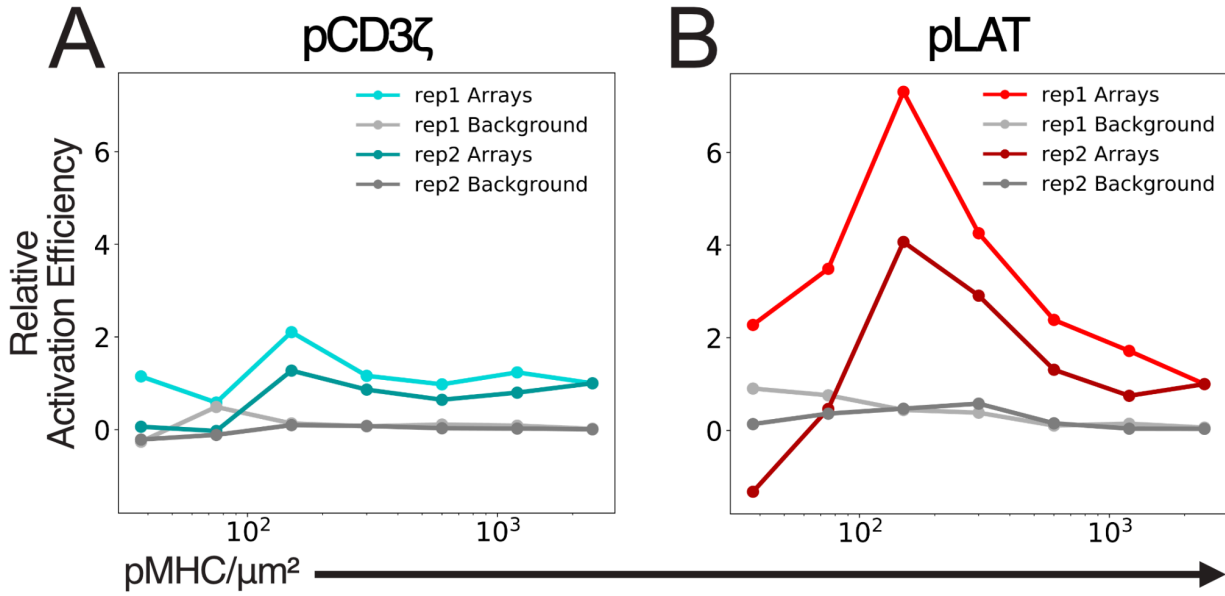 A
pCD3ζ
B
pLAT
rep1 Arrays
rep1 Background
rep2 Arrays
rep2 Background
rep1 Arrays
rep1 Background
rep2 Arrays
rep2 Background
Relative
Activation Efficiency
6
4
2
0
6
4
2
0
10²
10³
10²
10³
pMHC/µm²